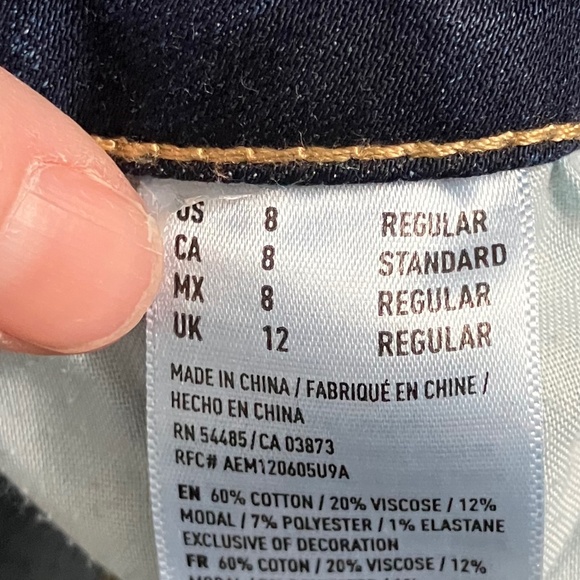 US 8 REGULAR
CA 8 STANDARD
MX 8 REGULAR
UK 12 REGULAR
MADE IN CHINA / FABRIQUÉ EN CHINE /
HECHO EN CHINA
RN 54485/CA 03873
RFC# AEM120605U9A
EN 60% COTTON / 20% VISCOSE / 12%
MODAL / 7% POLYESTER / 1% ELASTANE
EXCLUSIVE OF DECORATION
FR 60% COTON / 20% VISCOSE / 12%